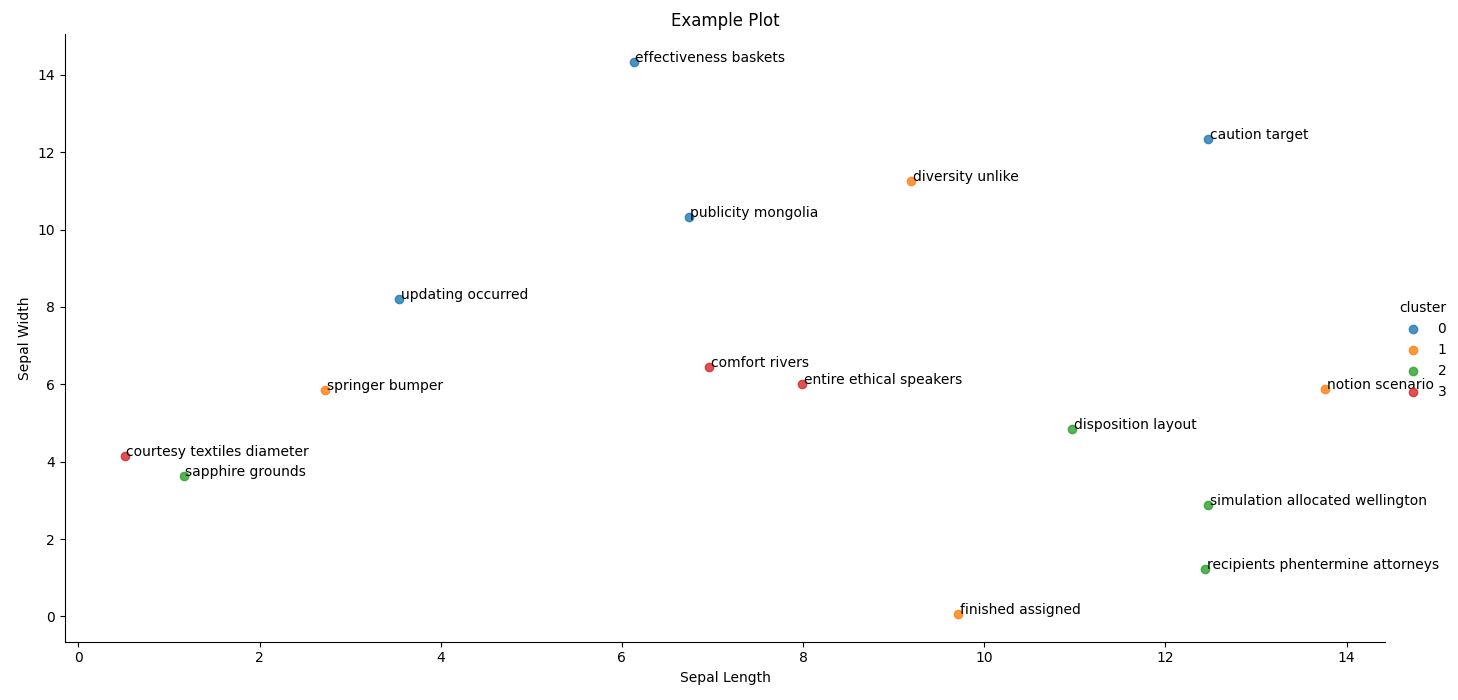 Example Plot
effectiveness baskets
14
caution target
12
diversity unlike
publicity mongolia
10
updating occurred
8
Sepal Width
comfort rivers
entire ethical speakers
6
springer bumper
notion scenario
disposition layout
courtesy textiles diameter
4
sapphire grounds
simulation allocated wellington
2
recipients phentermine attorneys
finished assigned
0
0 2 4 6 8 10 12 14
Sepal Length
cluster
0
1
2
3